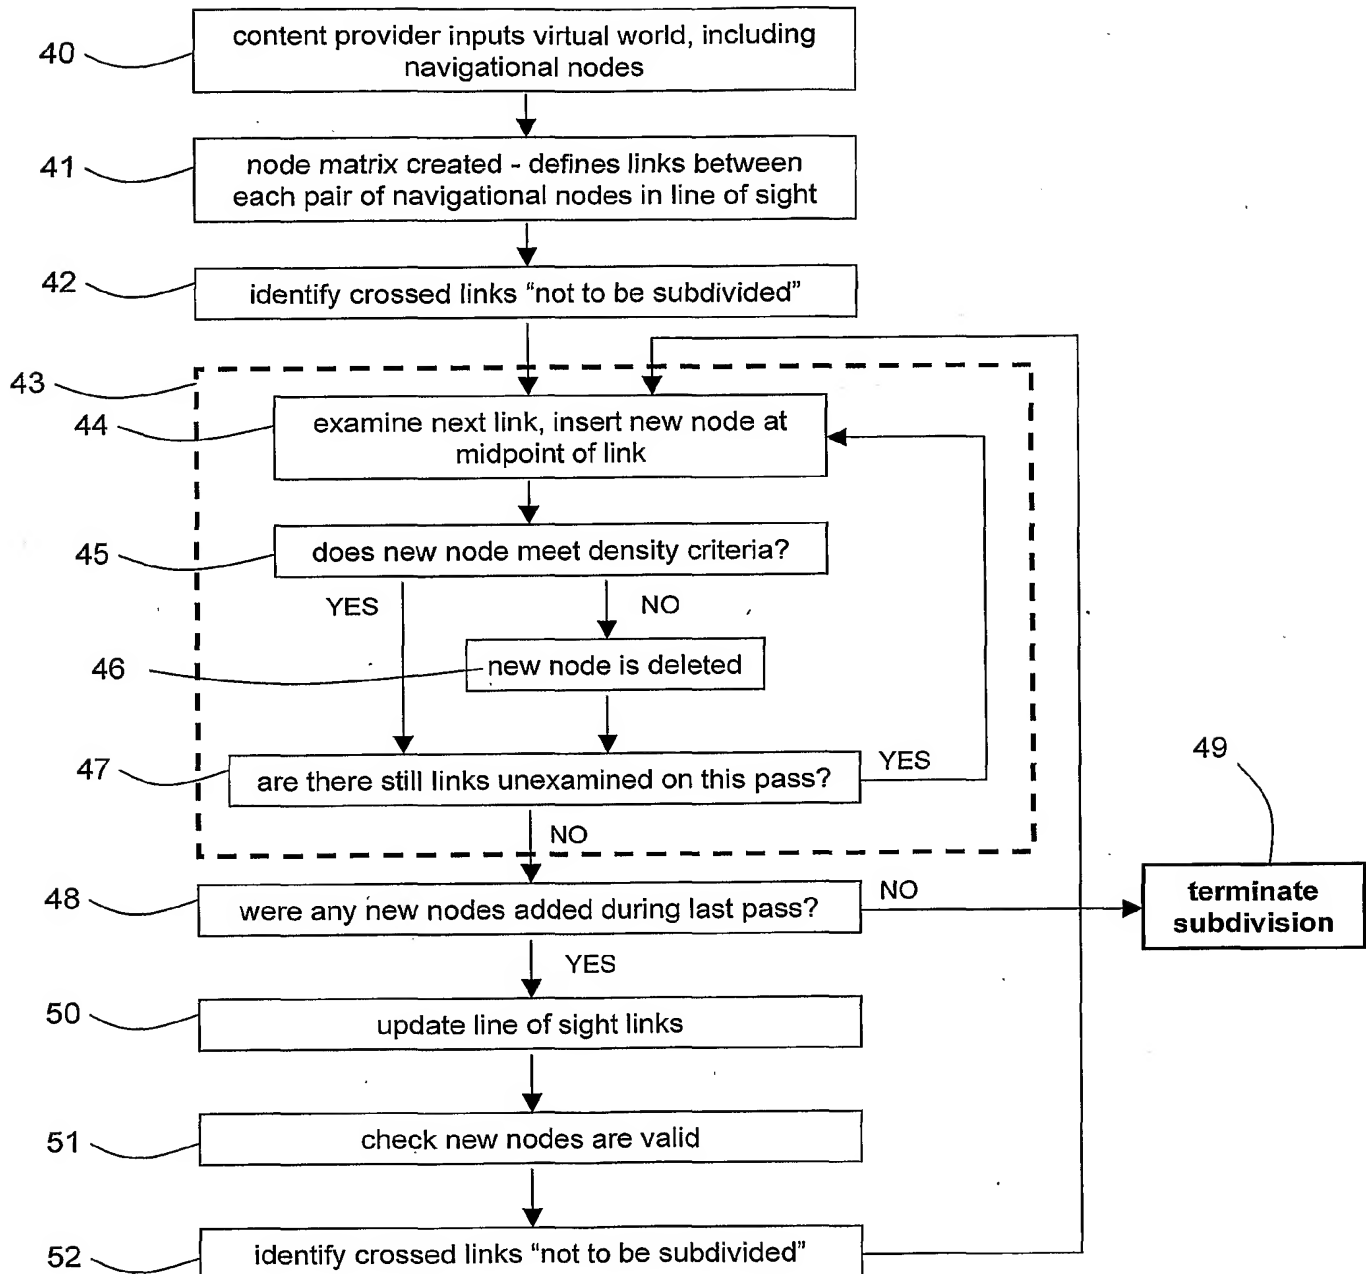 40
content provider inputs virtual world, including
navigational nodes
41
node matrix created - defines links between
each pair of navigational nodes in line of sight
42
identify crossed links “not to be subdivided”
43
44
examine next link, insert new node at
midpoint of link
45
does new node meet density criteria?
YES
NO
46
new node is deleted
47
are there still links unexamined on this pass?
YES
NO
48
were any new nodes added during last pass?
NO
49
terminate
subdivision
YES
50
update line of sight links
51
check new nodes are valid
52
identify crossed links “not to be subdivided”